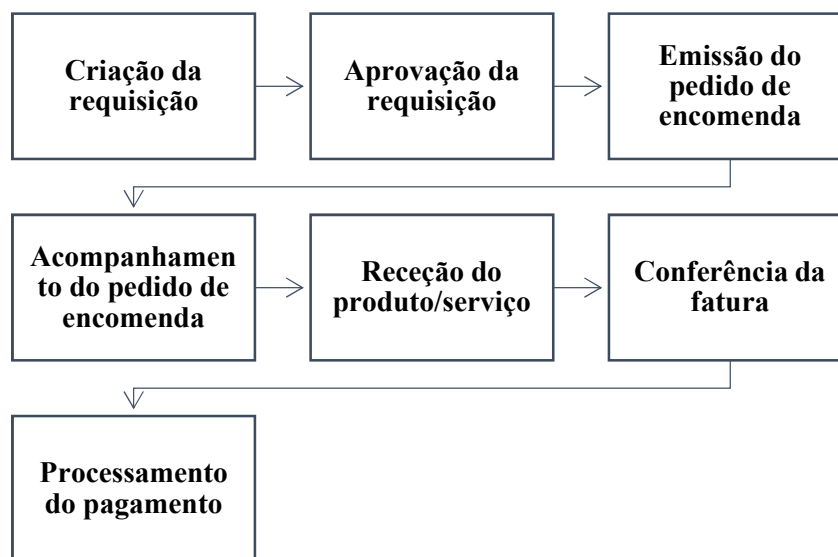 Criação da
requisição
Aprovação da
requisição
Emissão do
pedido de
encomenda
Acompanhamen
to do pedido de
encomenda
Receção do
produto/serviço
Conferência da
fatura
Processamento
do pagamento